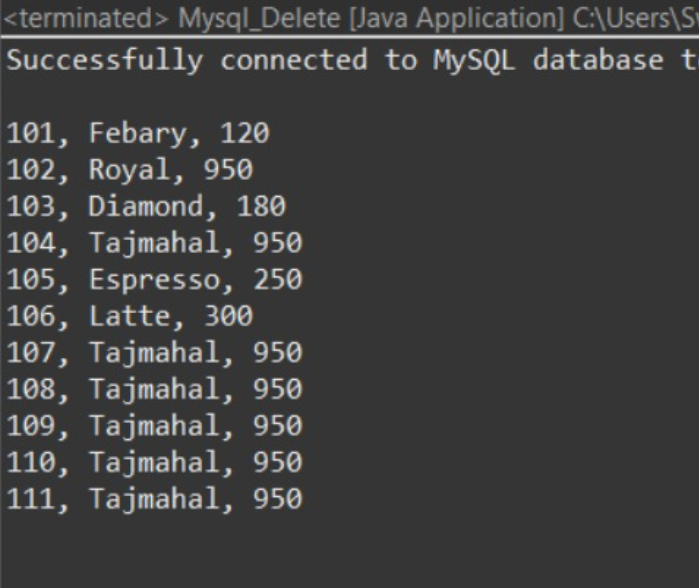 <terminated> Mysql_Delete [Java Application] C:\Users\S
Successfully connected to MySQL database t
101, Febary, 120
102, Royal, 950
103, Diamond, 180
104, Tajmahal, 950
105, Espresso, 250
106, Latte, 300
107, Tajmahal, 950
108, Tajmahal, 950
109, Tajmahal, 950
110, Tajmahal, 950
111, Tajmahal, 950